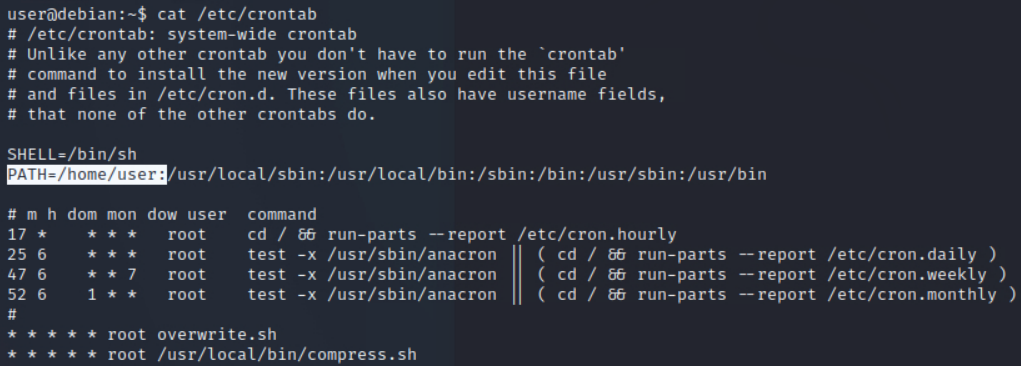 user@debian:~$ cat /etc/crontab
# /etc/crontab: system-wide crontab
# Unlike any other crontab you don't have to run the `crontab'
# command to install the new version when you edit this file
# and files in /etc/cron.d. These files also have username fields,
# that none of the other crontabs do.

SHELL=/bin/sh
PATH=/home/user:/usr/local/sbin:/usr/local/bin:/sbin:/bin:/usr/sbin:/usr/bin

# m h dom mon dow user  command
17 *    * * *   root    cd / && run-parts --report /etc/cron.hourly
25 6    * * *   root    test -x /usr/sbin/anacron || ( cd / && run-parts --report /etc/cron.daily )
47 6    * * 7   root    test -x /usr/sbin/anacron || ( cd / && run-parts --report /etc/cron.weekly )
52 6    1 * *   root    test -x /usr/sbin/anacron || ( cd / && run-parts --report /etc/cron.monthly )
#
* * * * * root overwrite.sh
* * * * * root /usr/local/bin/compress.sh